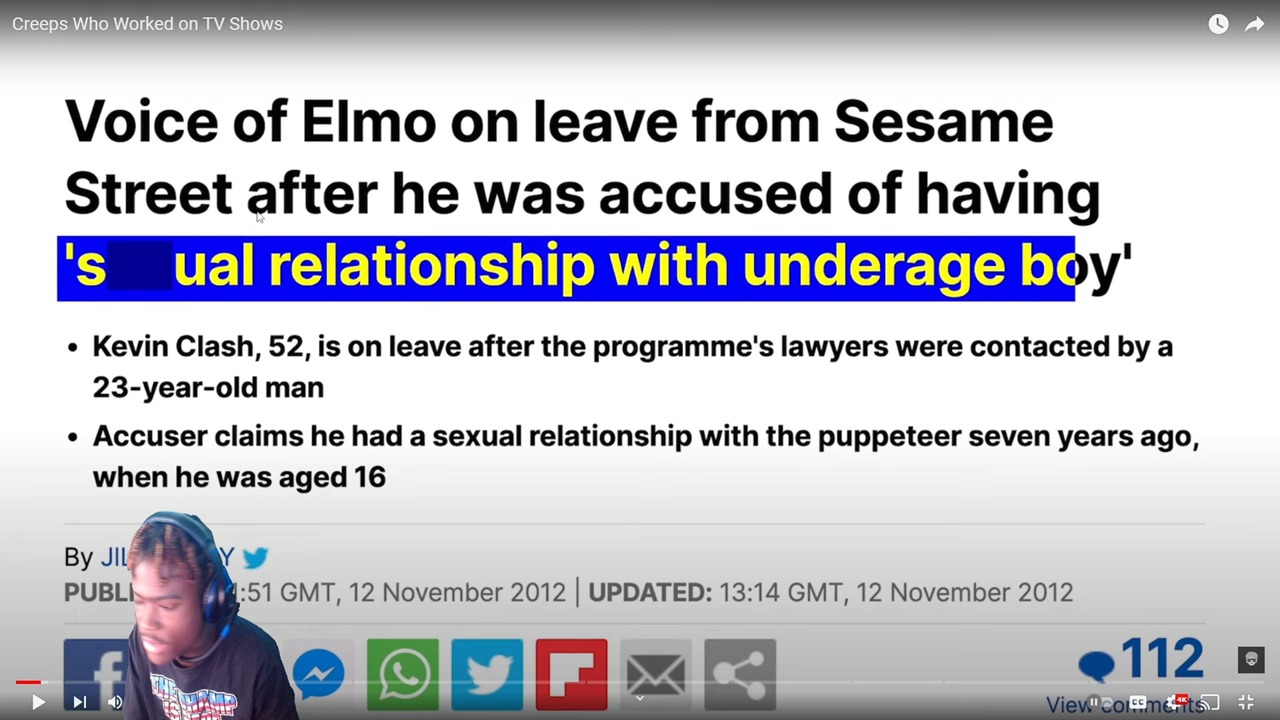 Creeps Who Worked on TV Shows
Voice of Elmo on leave from Sesame
Street after he was accused of having
's ual relationship with underage boy'
• Kevin Clash, 52, is on leave after the programme's lawyers were contacted by a
23-year-old man
• Accuser claims he had a sexual relationship with the puppeteer seven years ago,
when he was aged 16
By
:51 GMT, 12 November 2012 | UPDATED: 13:14 GMT, 12 November 2012
112
View comments
CC
4K